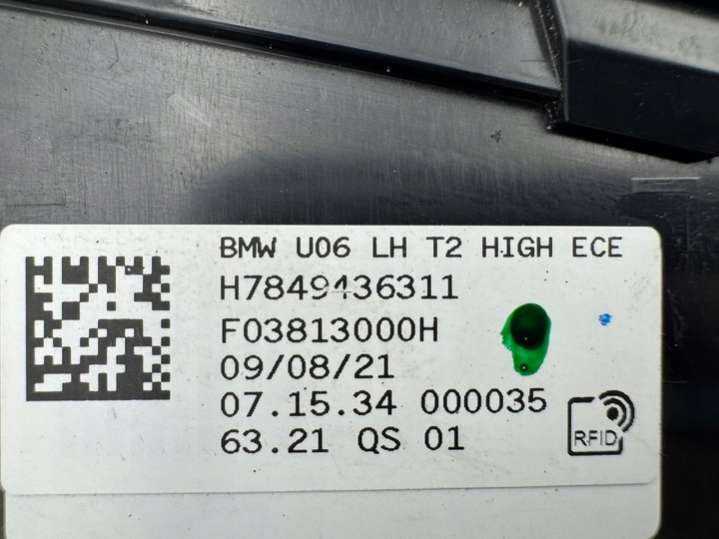 BMW U06 LH T2 HIGH ECE
H7849436311
F03813000H
09/08/21
07.15.34 000035
63.21 QS 01
RFID